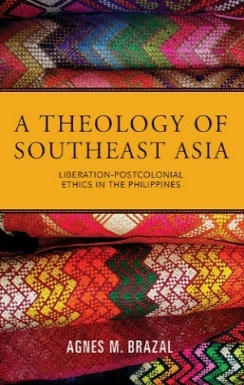 A THEOLOGY OF
SOUTHEAST ASIA
LIBERATION-POSTCOLONIAL
ETHICS IN THE PHILIPPINES
AGNES M. BRAZAL